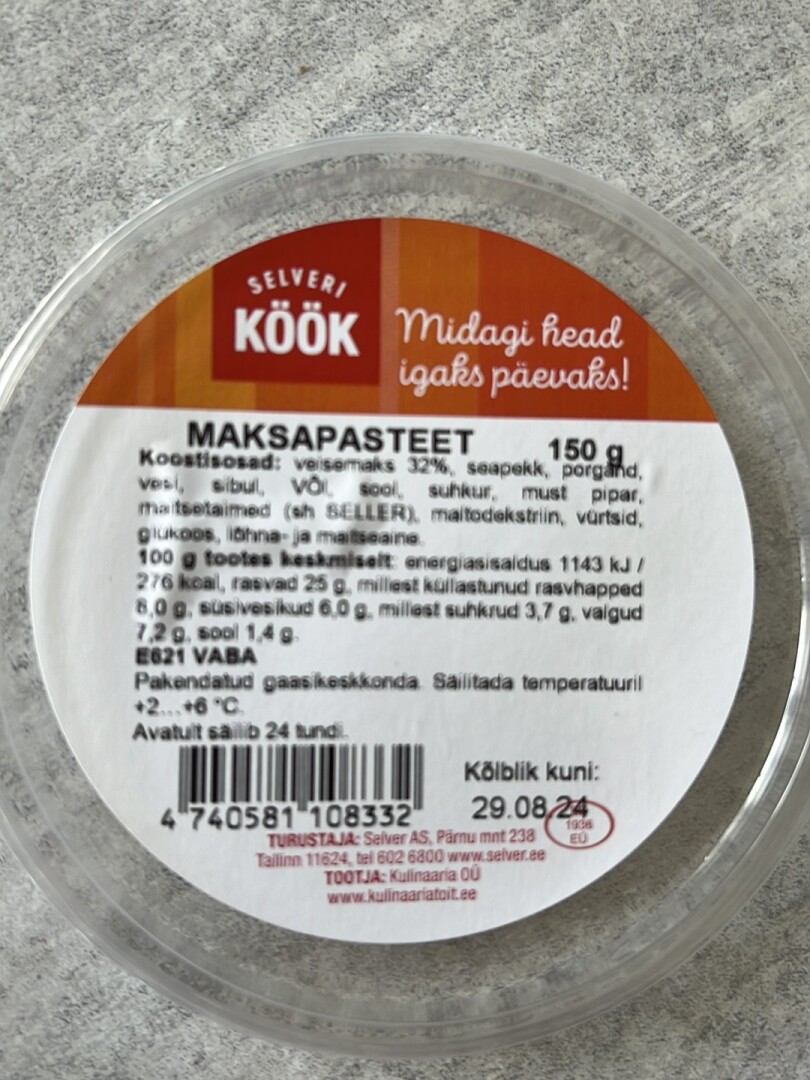 SELVERI
KÖÖK
Midagi head
igaks päevaks!
MAKSAPASTEET 150 g
Koostisosad: veisemaks 32%, seapekk, porgand,
vesi, sibul, VÕI, sool, suhkur, must pipar,
maitsetaimed (sh SELLER), maltodekstriin, vürtsid,
glükoos, lõhna- ja maitseaine.
100 g tootes keskmiselt: energiasisaldus 1143 kJ /
276 kcal, rasvad 25 g, millest küllastunud rasvhapped
8,0 g, süsivesikud 6,0 g, millest suhkrud 3,7 g, valgud
7,2 g, sool 1,4 g.
E621 VABA
Pakendatud gaasikeskkonda. Säilitada temperatuuril
+2...+6 °C.
Avatult säilib 24 tundi.
Kõlblik kuni:
29.08.24
4 740581 108332
1936
EÜ
TURUSTAJA: Selver AS, Pärnu mnt 238
Tallinn 11624, tel 602 6800 www.selver.ee
TOOTJA: Kulinaaria OÜ
www.kulinaariatoit.ee